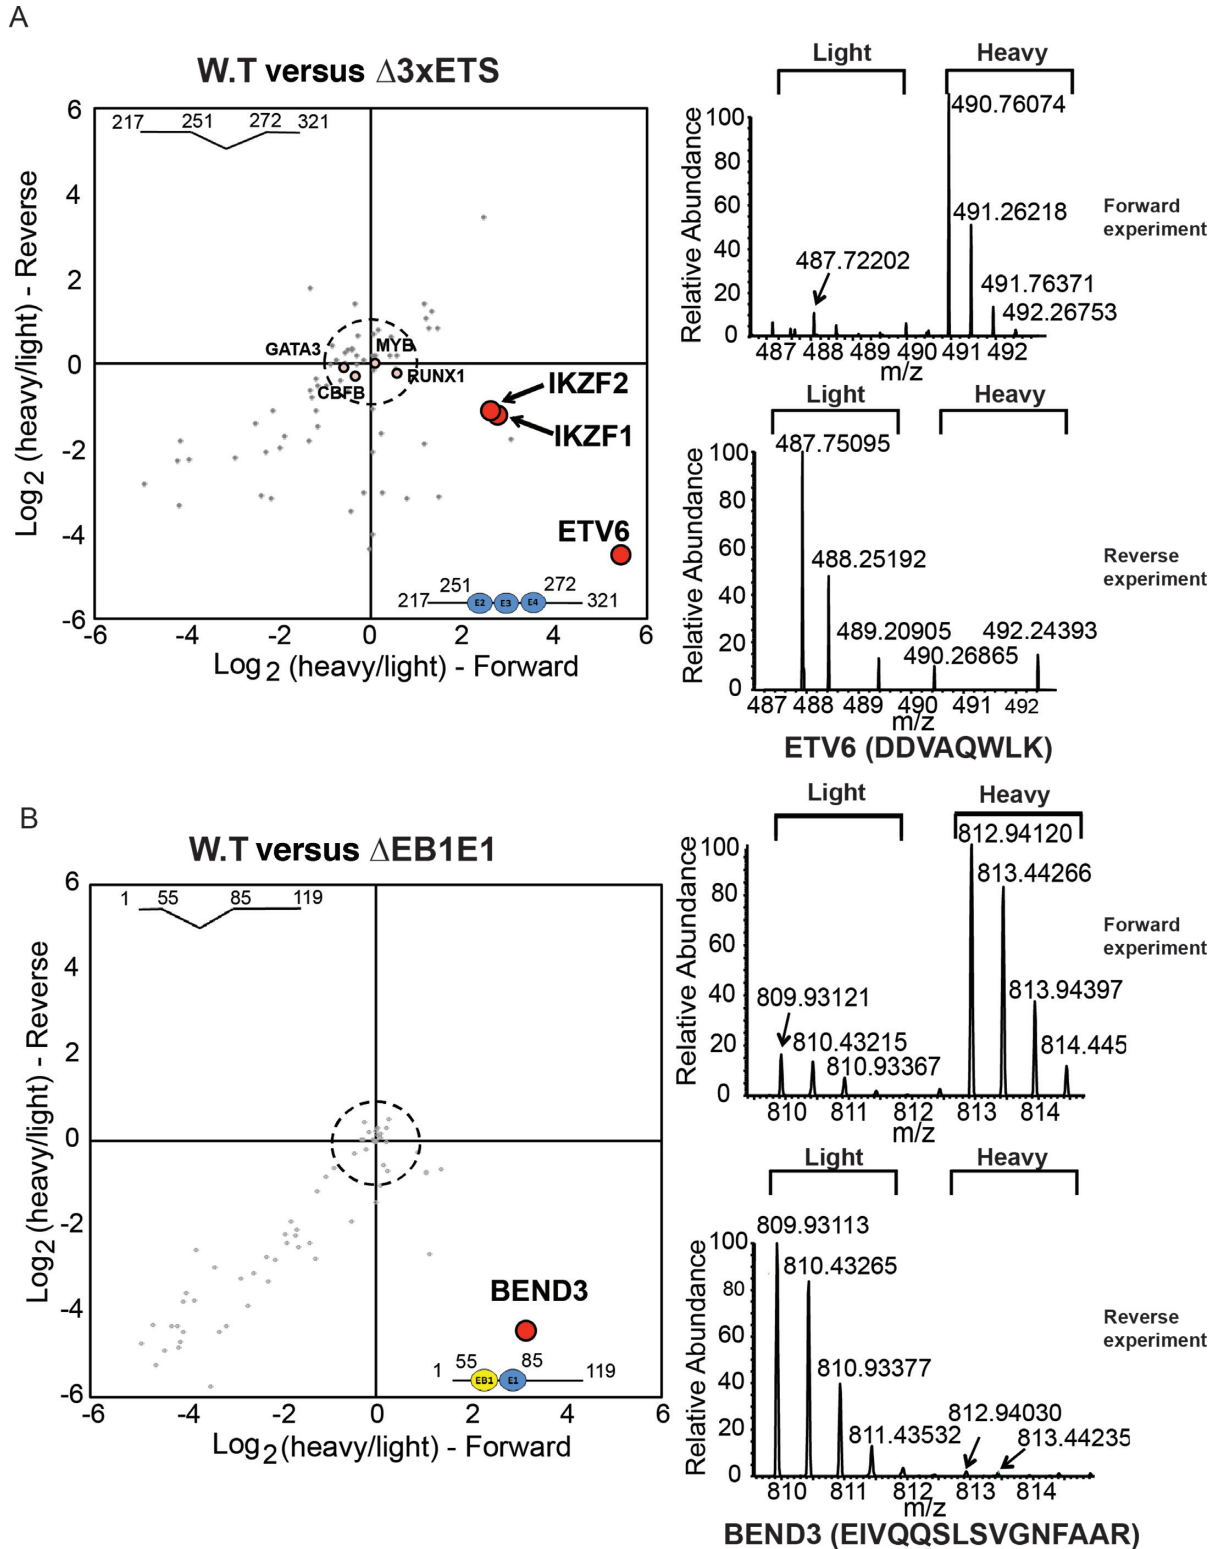 A
W.T versus Δ3xETS
6
4
2
0
-2
-4
-6
Log2 (heavy/light) - Reverse
217 251 272 321
GATA3
MYB
CBFB
RUNX1
IKZF2
IKZF1
ETV6
251 272
217 E2 E3 E4 321
-6 -4 -2 0 2 4 6
Log2 (heavy/light) - Forward
Light Heavy
Relative Abundance
100
80
60
40
20
0
490.76074
491.26218
487.72202
491.76371
492.26753
487 488 489 490 491 492
m/z
Forward
experiment
Light Heavy
Relative Abundance
100
80
60
40
20
0
487.75095
488.25192
489.20905
490.26865
492.24393
487 488 489 490 491 492
m/z
Reverse
experiment
ETV6 (DDVAQWLK)
B
W.T versus ΔEB1E1
6
4
2
0
-2
-4
-6
Log2 (heavy/light) - Reverse
1 55 85 119
BEND3
55 85
1 EB1 E1 119
-6 -4 -2 0 2 4 6
Log2 (heavy/light) - Forward
Light Heavy
Relative Abundance
100
80
60
40
20
0
812.94120
813.44266
809.93121
813.94397
810.43215
814.445
810.93367
810 811 812 813 814
m/z
Forward
experiment
Light Heavy
Relative Abundance
100
80
60
40
20
0
809.93113
810.43265
810.93377
811.43532
812.94030
813.44235
810 811 812 813 814
m/z
Reverse
experiment
BEND3 (EIVQQSLSVGNFAAR)